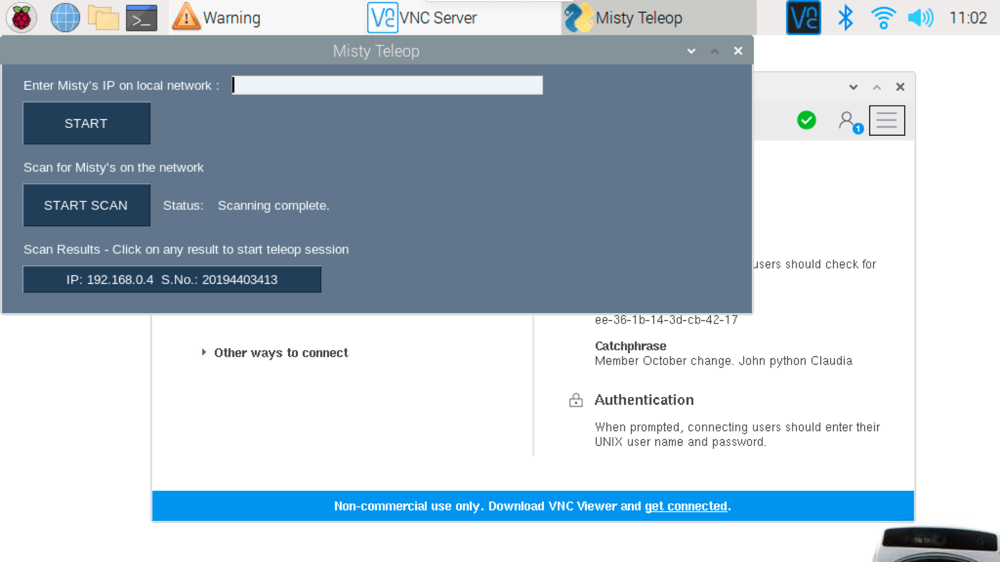 Warning
VNC Server
Misty Teleop
11:02
Misty Teleop
Enter Misty's IP on local network :
START
Scan for Misty's on the network
START SCAN Status: Scanning complete.
Scan Results - Click on any result to start teleop session
IP: 192.168.0.4 S.No.: 20194403413
1
users should check for
ee-36-1b-14-3d-cb-42-17
Catchphrase
Member October change. John python Claudia
Other ways to connect
Authentication
When prompted, connecting users should enter their
UNIX user name and password.
Non-commercial use only. Download VNC Viewer and get connected.